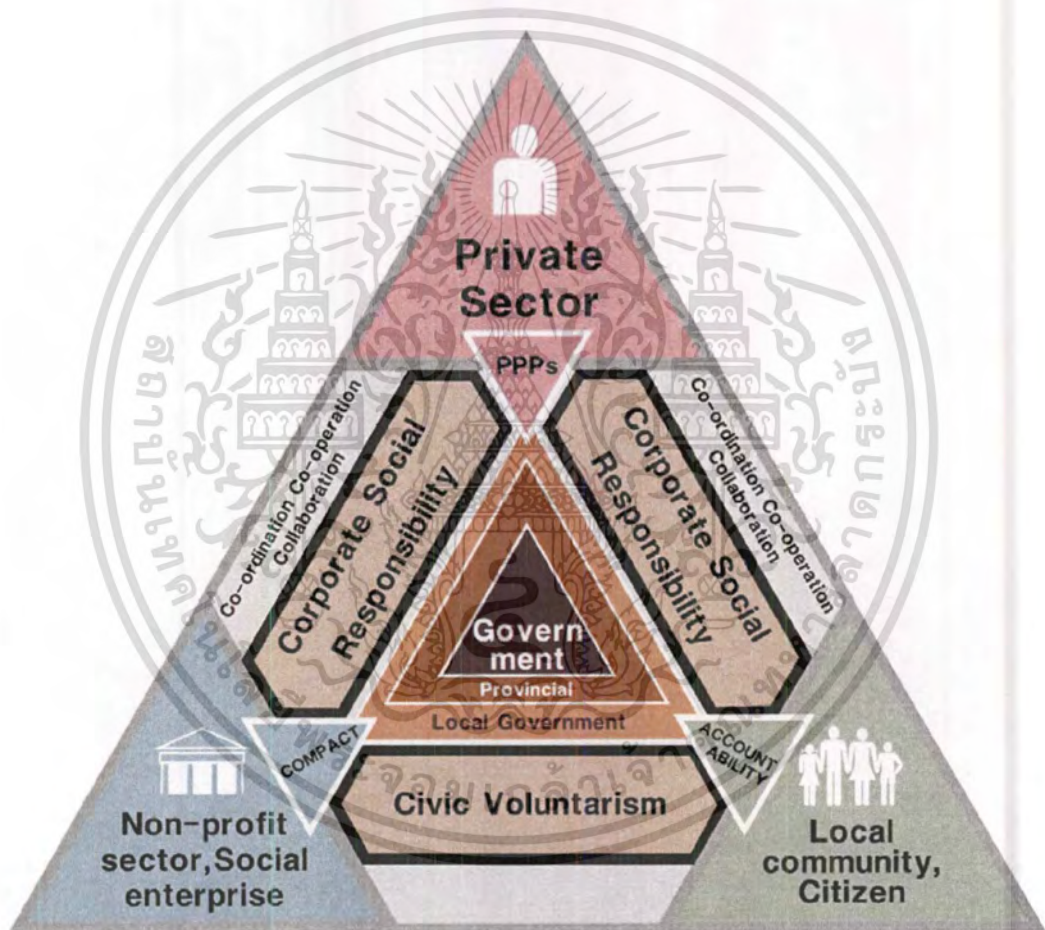 Private
Sector
PPPs
Co-ordination Co-operation
Collaboration
Corporate Social
Responsibility
Corporate Social
Responsibility
Co-ordination Co-operation
Collaboration
Govern
ment
Provincial
Local Government
COMPACT
ACCOUNT
ABILITY
Civic Voluntarism
Non-profit
sector,Social
enterprise
Local
community,
Citizen